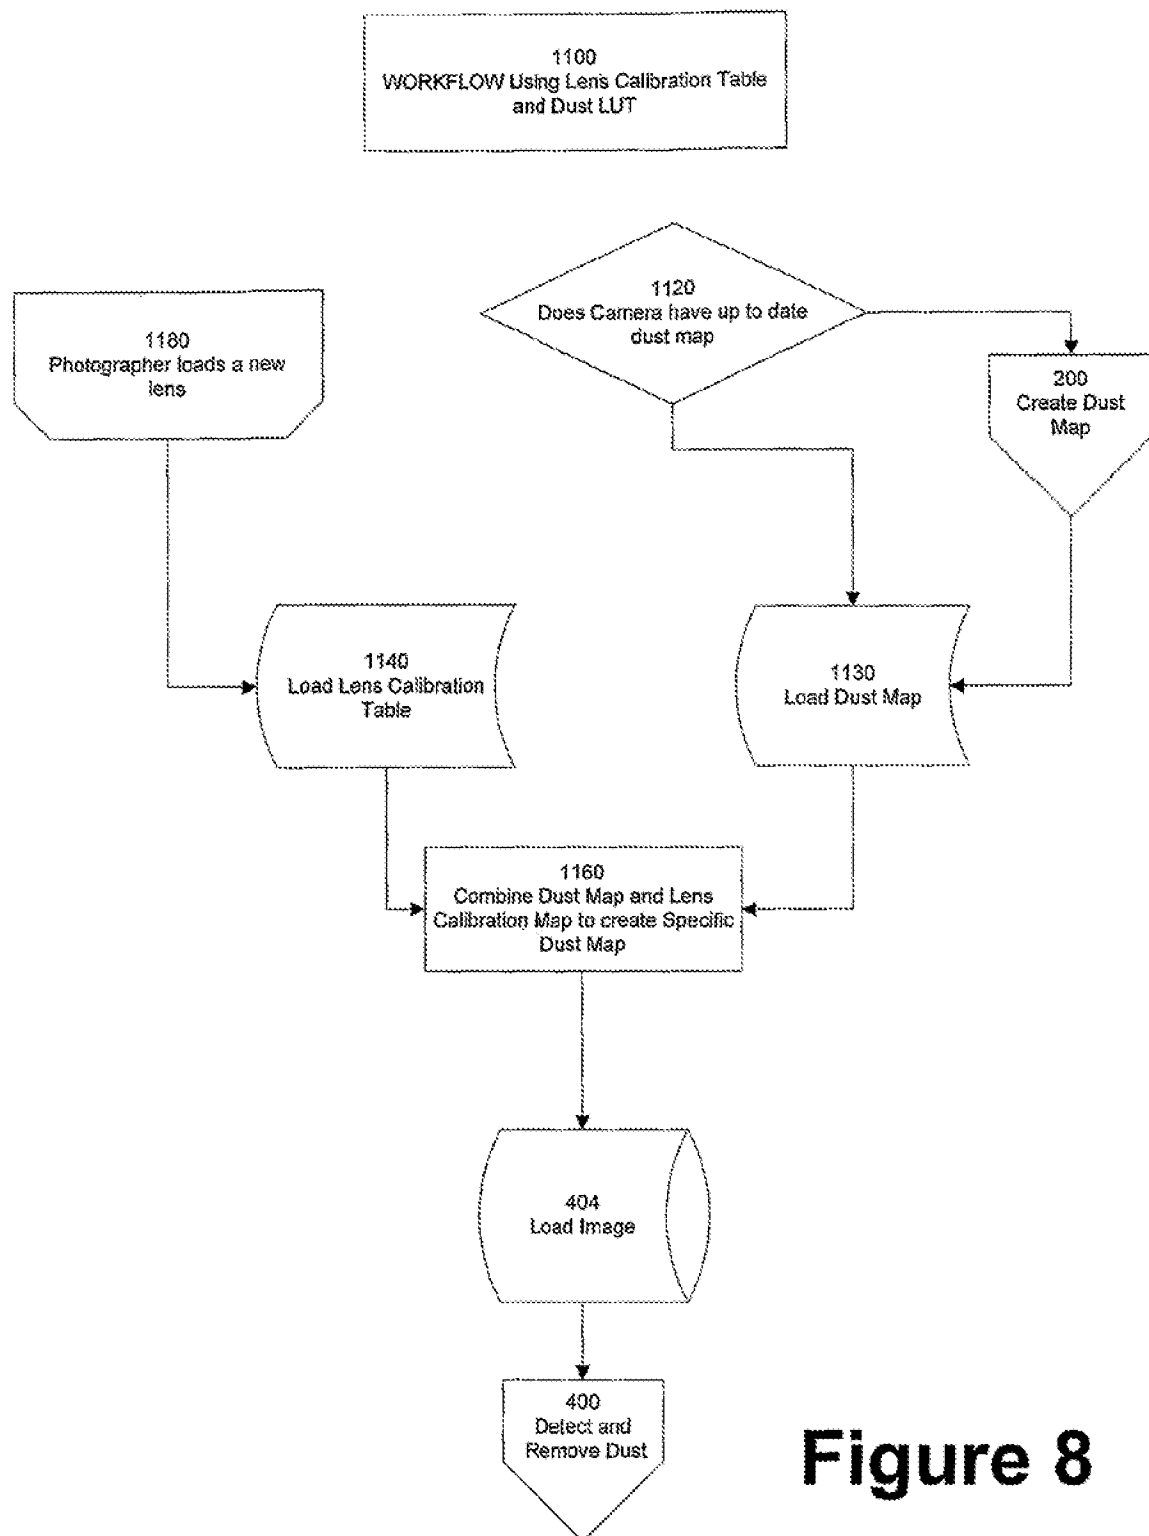 1100
WORKFLOW Using Lens Calibration Table
and Dust LUT
1120
Does Camera have up to date
dust map
1180
Photographer loads a new
lens
200
Create Dust
Map
1140
Load Lens Calibration
Table
1130
Load Dust Map
1160
Combine Dust Map and Lens
Calibration Map to create Specific
Dust Map
404
Load Image
400
Detect and
Remove Dust
Figure 8